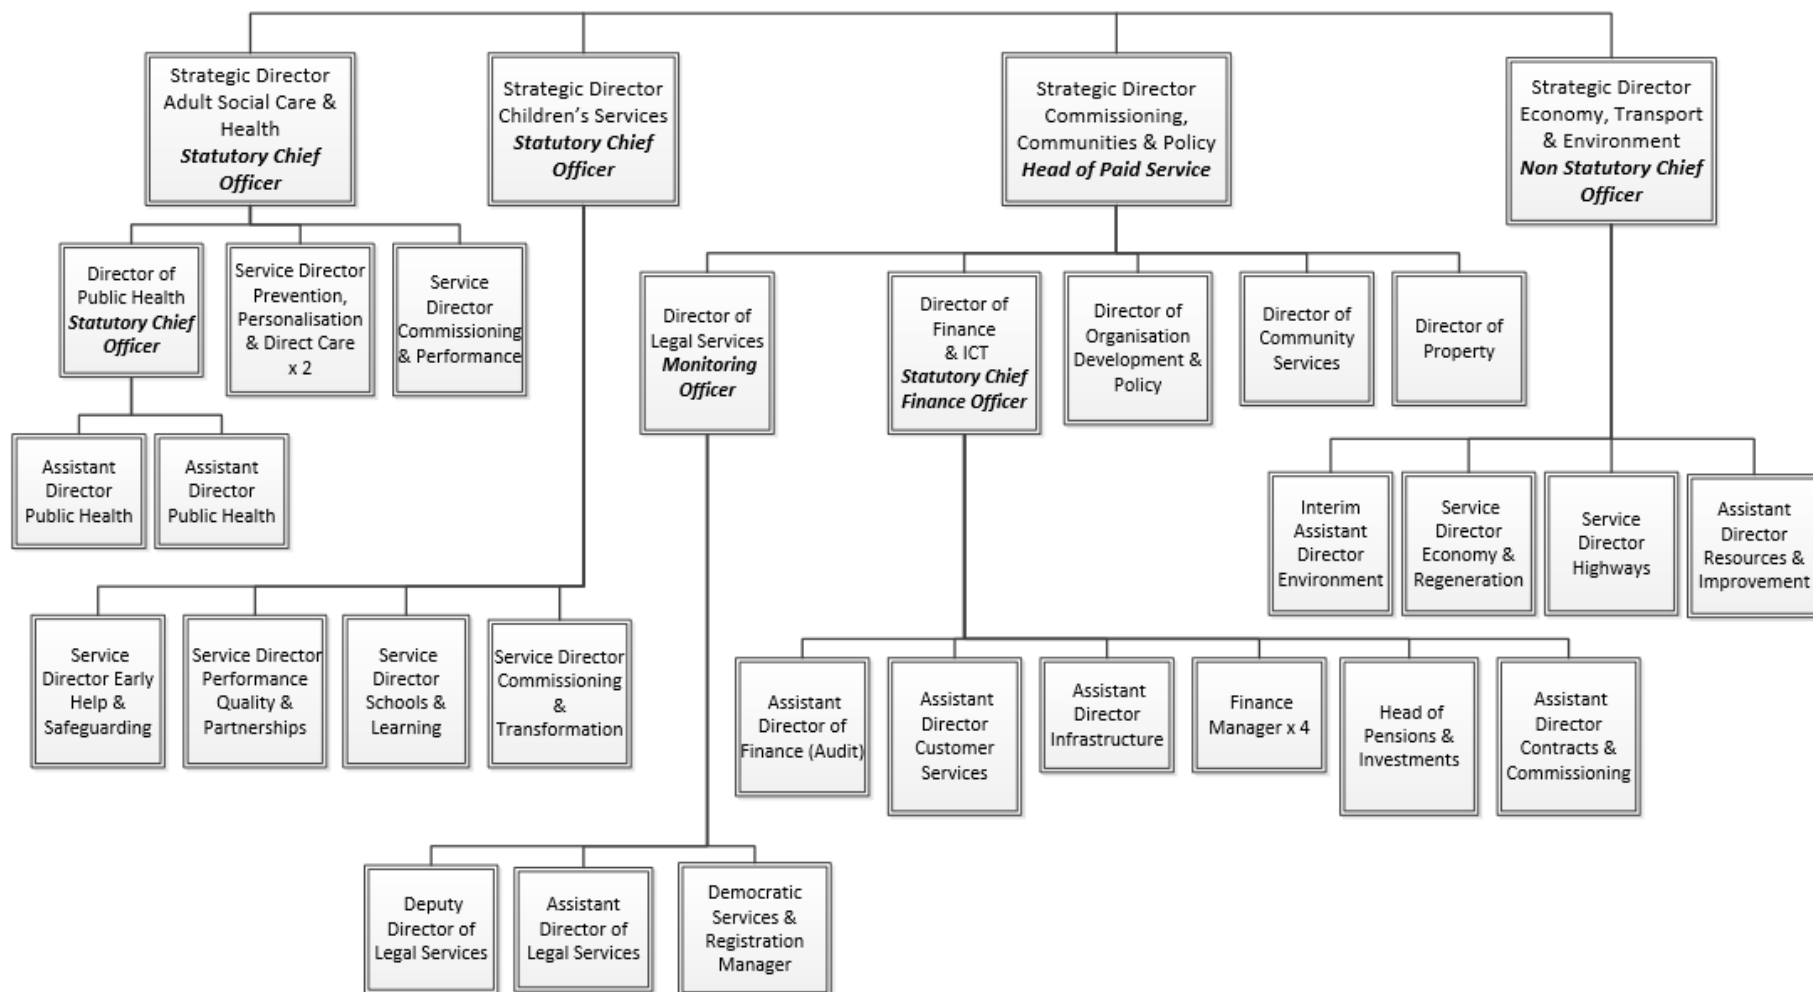 Strategic Director
Adult Social Care &
Health
Statutory Chief
Officer
Strategic Director
Children's Services
Statutory Chief
Officer
Strategic Director
Commissioning,
Communities & Policy
Head of Paid Service
Strategic Director
Economy, Transport
& Environment
Non Statutory Chief
Officer
Director of
Public Health
Statutory Chief
Officer
Service Director
Prevention,
Personalisation
& Direct Care
x 2
Service
Director
Commissioning
& Performance
Director of
Legal Services
Monitoring
Officer
Director of
Finance
& ICT
Statutory Chief
Finance Officer
Director of
Organisation
Development &
Policy
Director of
Community
Services
Director of
Property
Assistant
Director
Public Health
Assistant
Director
Public Health
Interim
Assistant
Director
Environment
Service
Director
Economy &
Regeneration
Service
Director
Highways
Assistant
Director
Resources &
Improvement
Service
Director Early
Help &
Safeguarding
Service Director
Performance
Quality &
Partnerships
Service
Director
Schools &
Learning
Service Director
Commissioning
&
Transformation
Assistant
Director of
Finance (Audit)
Assistant
Director
Customer
Services
Assistant
Director
Infrastructure
Finance
Manager x 4
Head of
Pensions &
Investments
Assistant
Director
Contracts &
Commissioning
Deputy
Director of
Legal Services
Assistant
Director of
Legal Services
Democratic
Services &
Registration
Manager